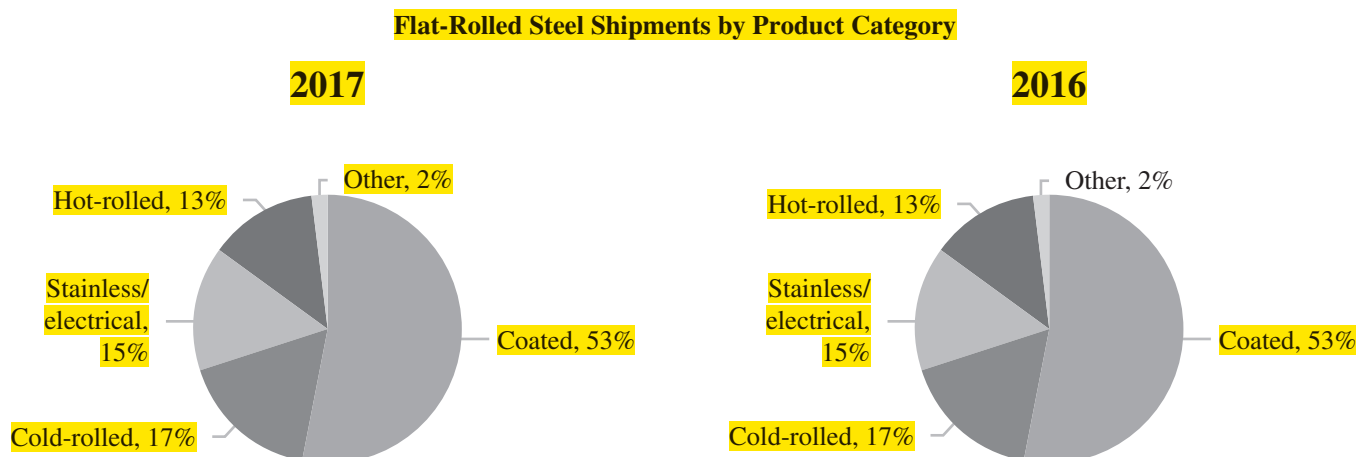 Flat-Rolled Steel Shipments by Product Category
2017
Other, 2%
Hot-rolled, 13%
Stainless/
electrical,
15%
Coated, 53%
Cold-rolled, 17%
2016
Other, 2%
Hot-rolled, 13%
Stainless/
electrical,
15%
Coated, 53%
Cold-rolled, 17%